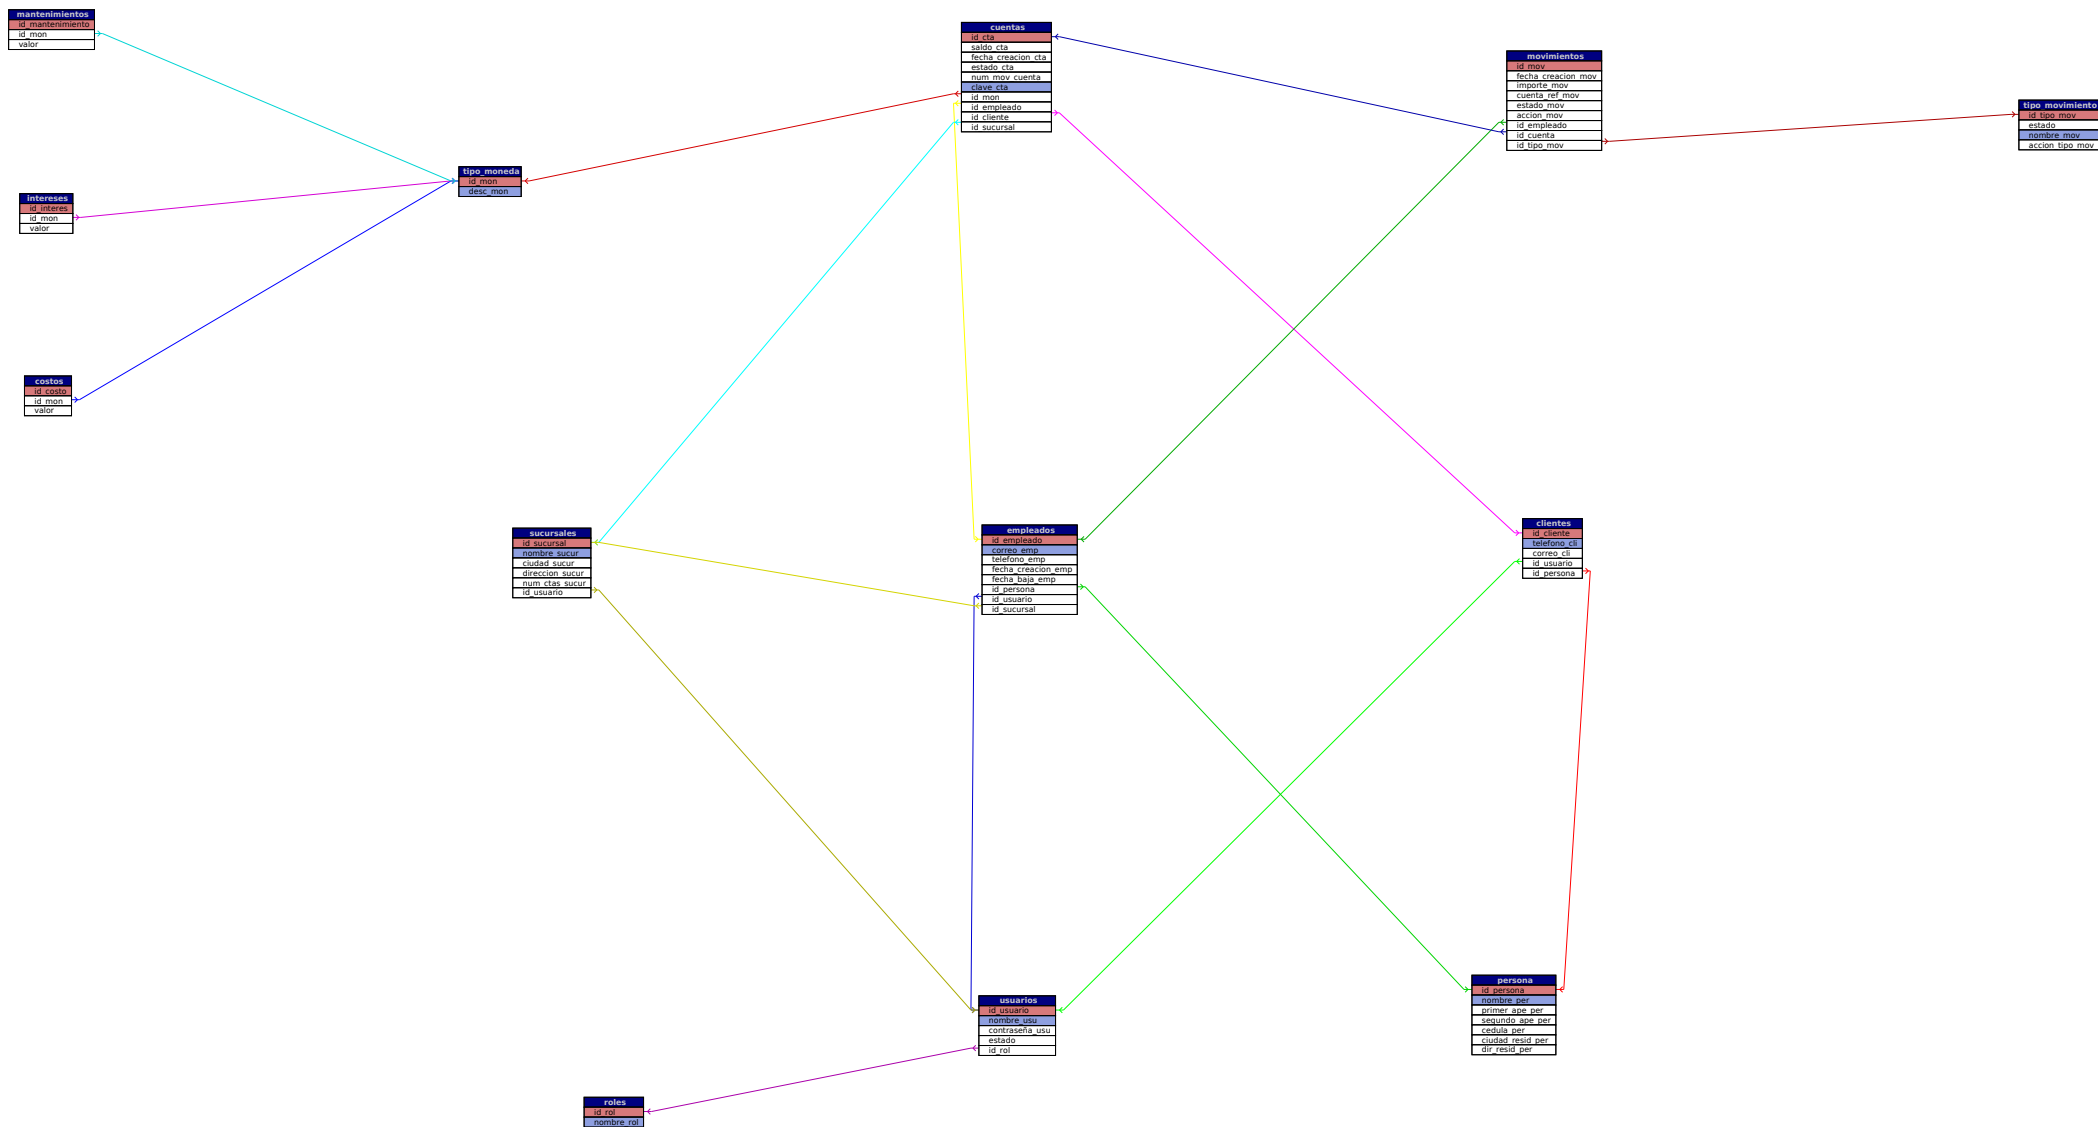 mantenimientos
id_mantenimiento
id_mon
valor
cuentas
id_cta
saldo_cta
fecha_creacion_cta
estado_cta
num_mov_cuenta
clave_cta
id_mon
id_empleado
id_cliente
id_sucursal
movimientos
id_mov
fecha_creacion_mov
importe_mov
cuenta_ref_mov
estado_mov
accion_mov
id_empleado
id_cuenta
id_tipo_mov
tipo_movimiento
id_tipo_mov
estado
nombre_mov
accion_tipo_mov
tipo_moneda
id_mon
desc_mon
intereses
id_interes
id_mon
valor
costos
id_costo
id_mon
valor
sucursales
id_sucursal
nombre_sucur
ciudad_sucur
direccion_sucur
num_ctas_sucur
id_usuario
empleados
id_empleado
correo_emp
telefono_emp
fecha_creacion_emp
fecha_baja_emp
id_persona
id_usuario
id_sucursal
clientes
id_cliente
telefono_cli
correo_cli
id_usuario
id_persona
usuarios
id_usuario
nombre_usu
contraseña_usu
estado
id_rol
persona
id_persona
nombre_per
primer_ape_per
segundo_ape_per
cedula_per
ciudad_resid_per
dir_resid_per
roles
id_rol
nombre_rol